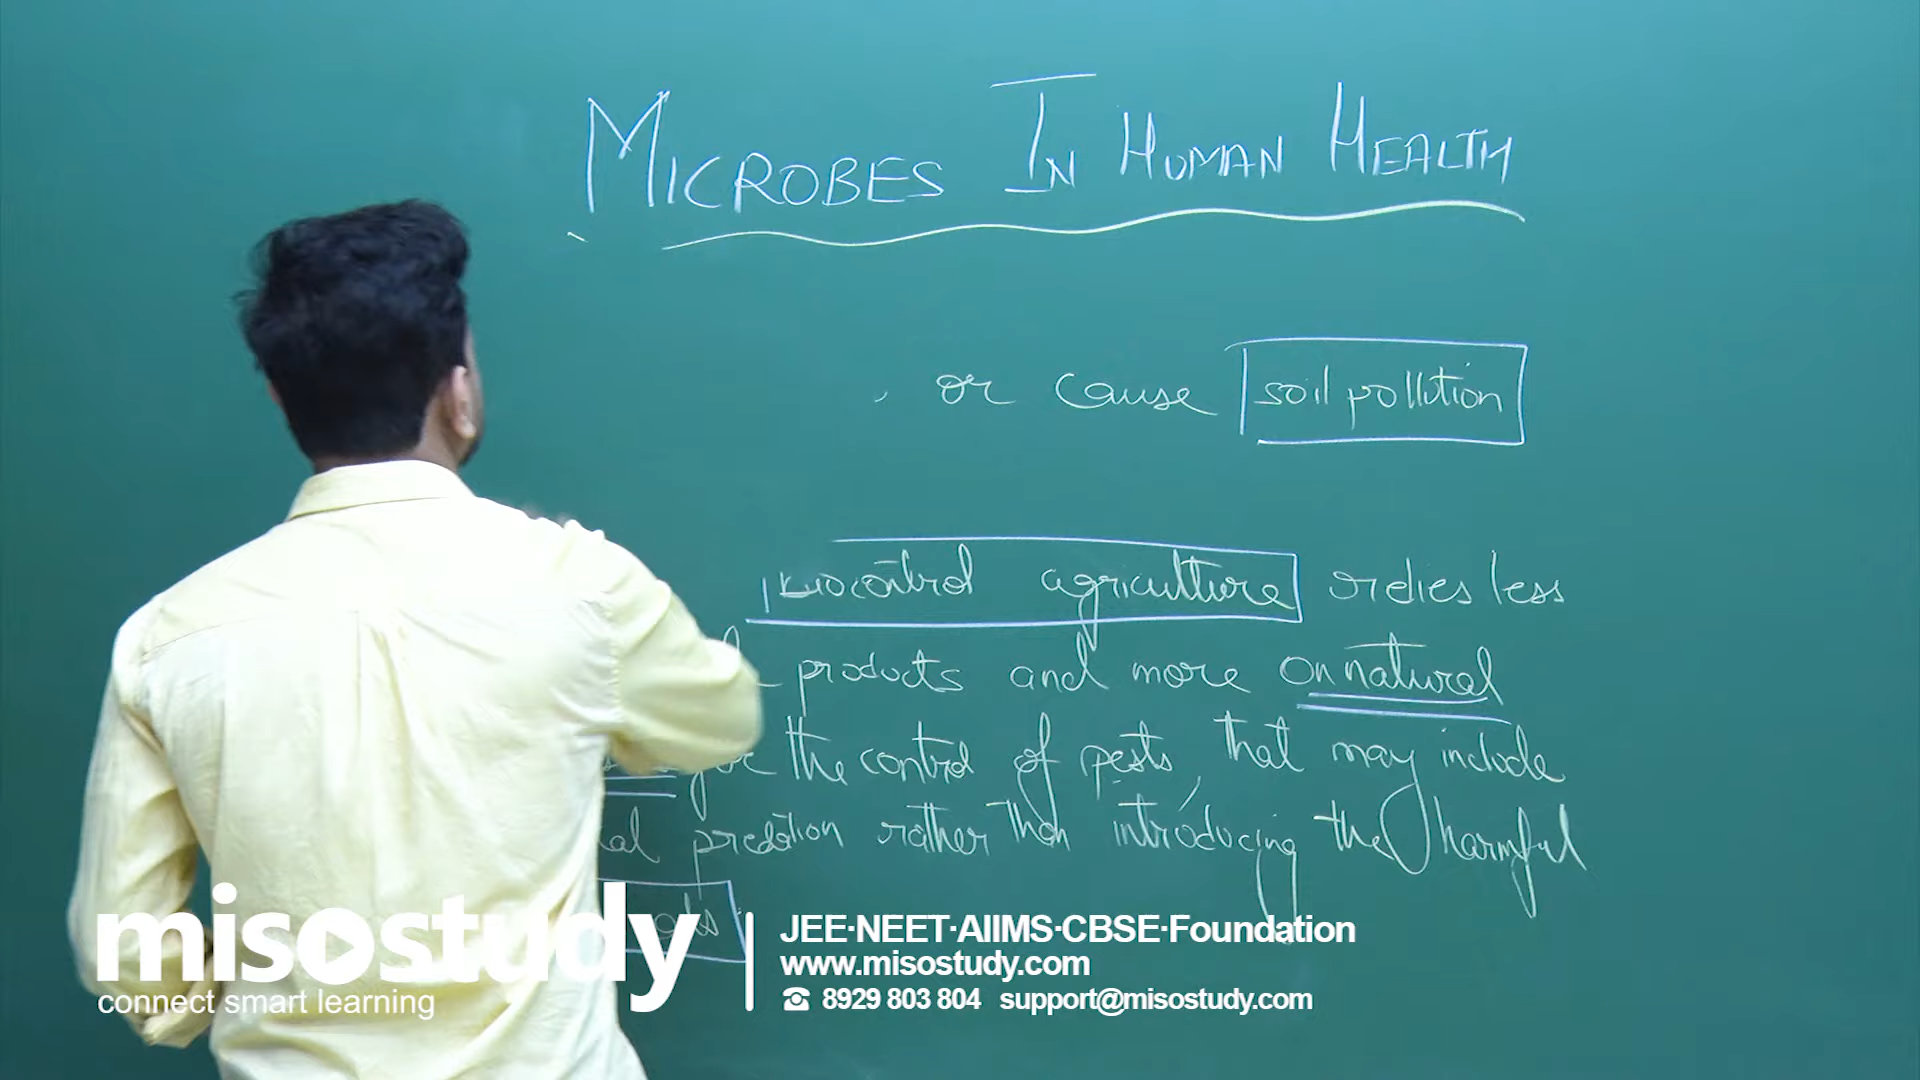 MICROBES IN HUMAN HEALTH
or cause soil pollution
biocontrol agriculture relies less
products and more on natural
for the control of pests, that may include
predation rather than introducing the harmful
misostudy
connect smart learning
JEE·NEET·AIIMS·CBSE·Foundation
www.misostudy.com
☎ 8929 803 804 support@misostudy.com